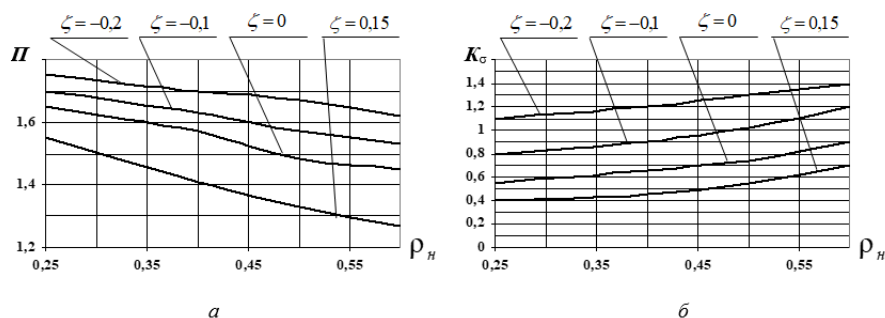 ζ = −0,2 ζ = −0,1 ζ = 0 ζ = 0,15
П
1,6
1,4
1,2
0,25 0,35 0,45 0,55
ρн
а
ζ = −0,2 ζ = −0,1 ζ = 0 ζ = 0,15
Kσ
1,4
1,2
1
0,8
0,6
0,4
0,2
0
0,25 0,35 0,45 0,55
ρн
б